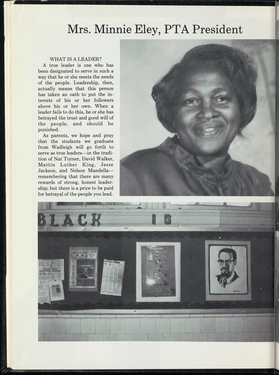 Mrs. Minnie Eley, PTA President
WHAT IS A LEADER?
A true leader is one who has
been designated to serve in such a
way that he or she meets the needs
of the people. Leadership, then,
actually means that this person
has taken an oath to put the in-
terests of his or her followers
above his or her own. When a
leader fails to do this, he or she has
betrayed the trust and good will of
the people, and should be
punished.
As parents, we hope and pray
that the students we graduate
from Wadleigh will go forth to
serve as true leaders—in the tradi-
tion of Nat Turner, David Walker,
Martin Luther King, Jesse
Jackson, and Nelson Mandella—
remembering that there are many
rewards of strong, honest leader-
ship; but there is a price to be paid
for betrayal of the people you lead.
BLACK IS